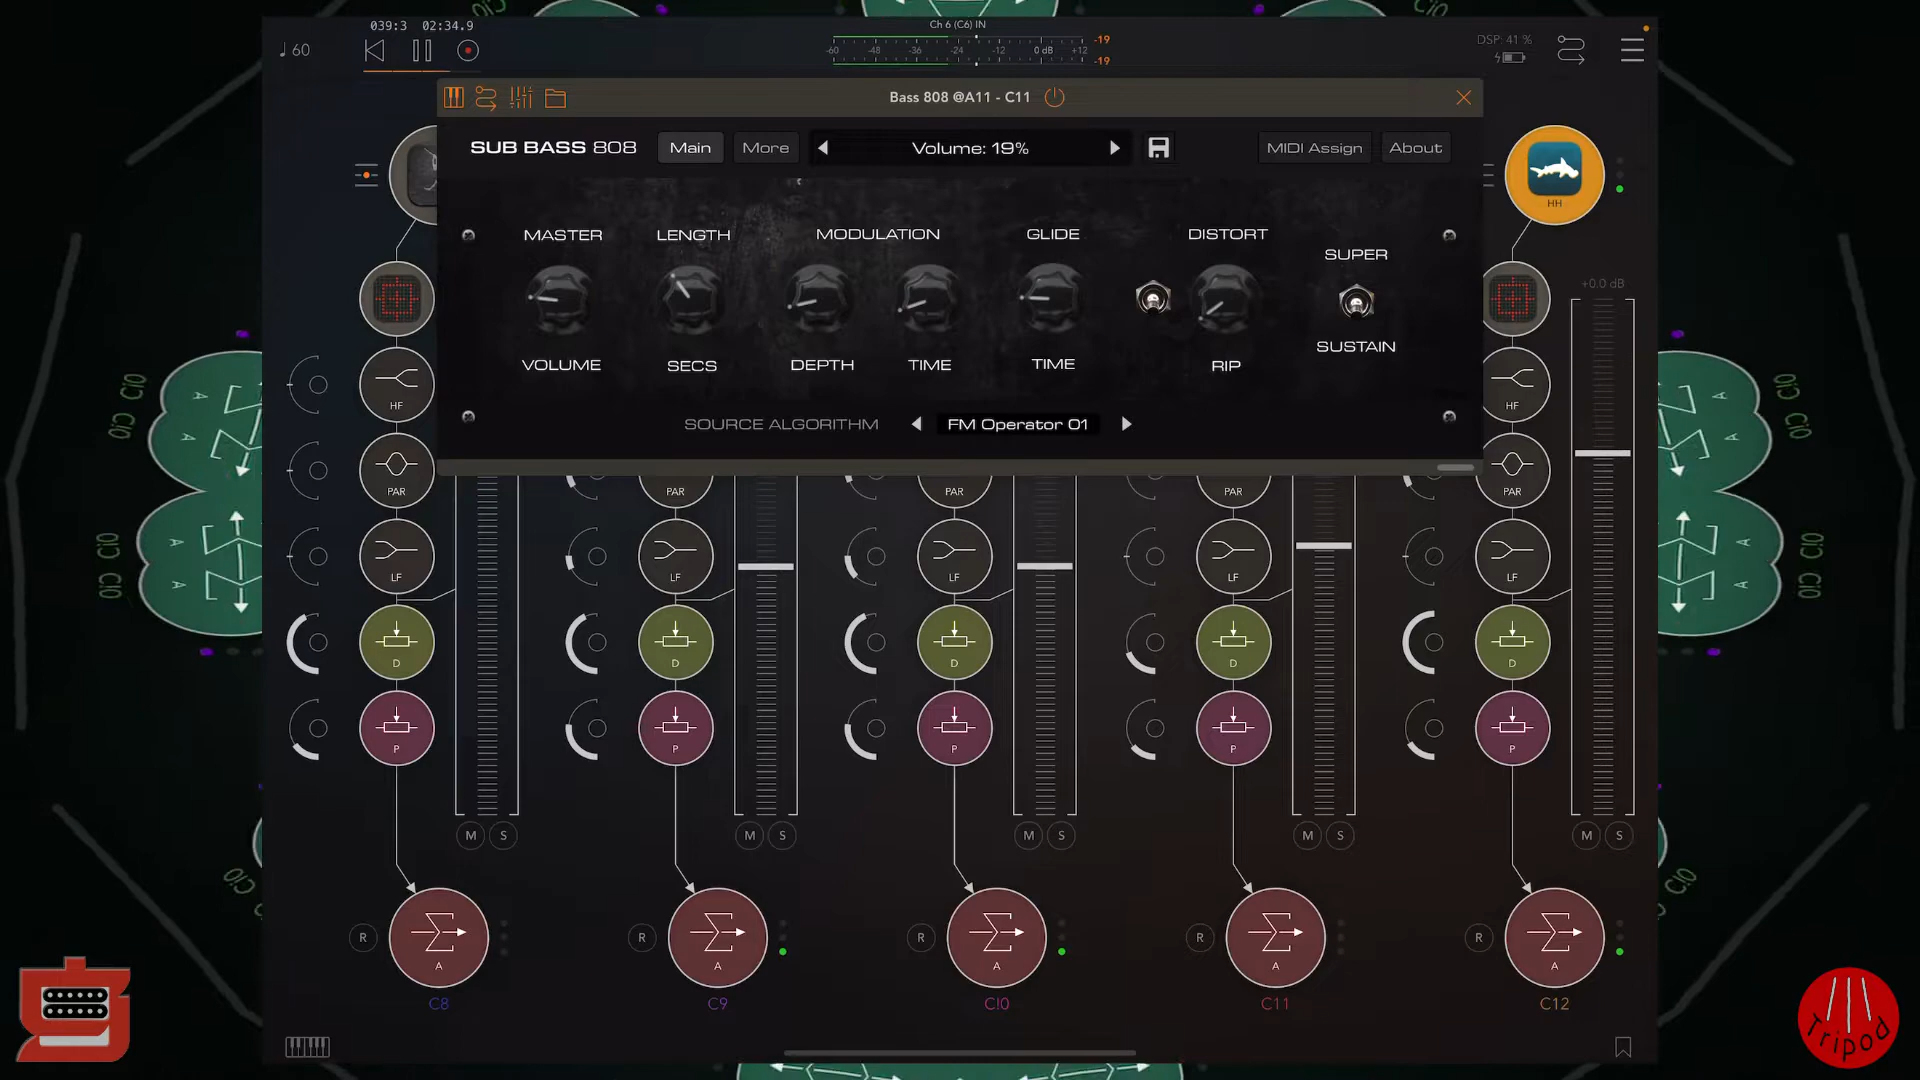 039:3 02:34.9
Ch 6 (C6) IN
♩ 60
-60 -48 -36 -24 -12 0 dB +12
-19
-19
DSP: 41 %
Bass 808 @A11 - C11
SUB BASS 808
Main
More
Volume: 19%
MIDI Assign
About
HH
MASTER
LENGTH
MODULATION
GLIDE
DISTORT
SUPER
+0.0 dB
SUSTAIN
VOLUME
SECS
DEPTH
TIME
TIME
RIP
HF
HF
SOURCE ALGORITHM
FM Operator 01
PAR
PAR
PAR
PAR
PAR
LF
LF
LF
LF
LF
D
D
D
D
D
P
P
P
P
P
M S
M S
M S
M S
M S
R
R
R
R
R
A
A
A
A
A
C8
C9
C10
C11
C12
Tripod